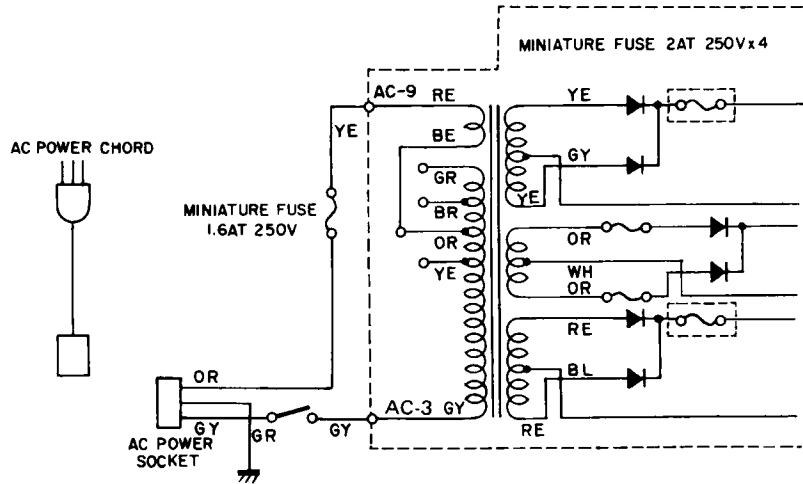 MINIATURE FUSE 2AT 250V x 4
AC-9
RE
YE
YE
BE
GY
AC POWER CHORD
GR
MINIATURE FUSE
1.6AT 250V
BR
YE
OR
OR
YE
WH
OR
RE
OR
BL
AC-3
GY
GY
GR
GY
AC POWER
SOCKET
RE